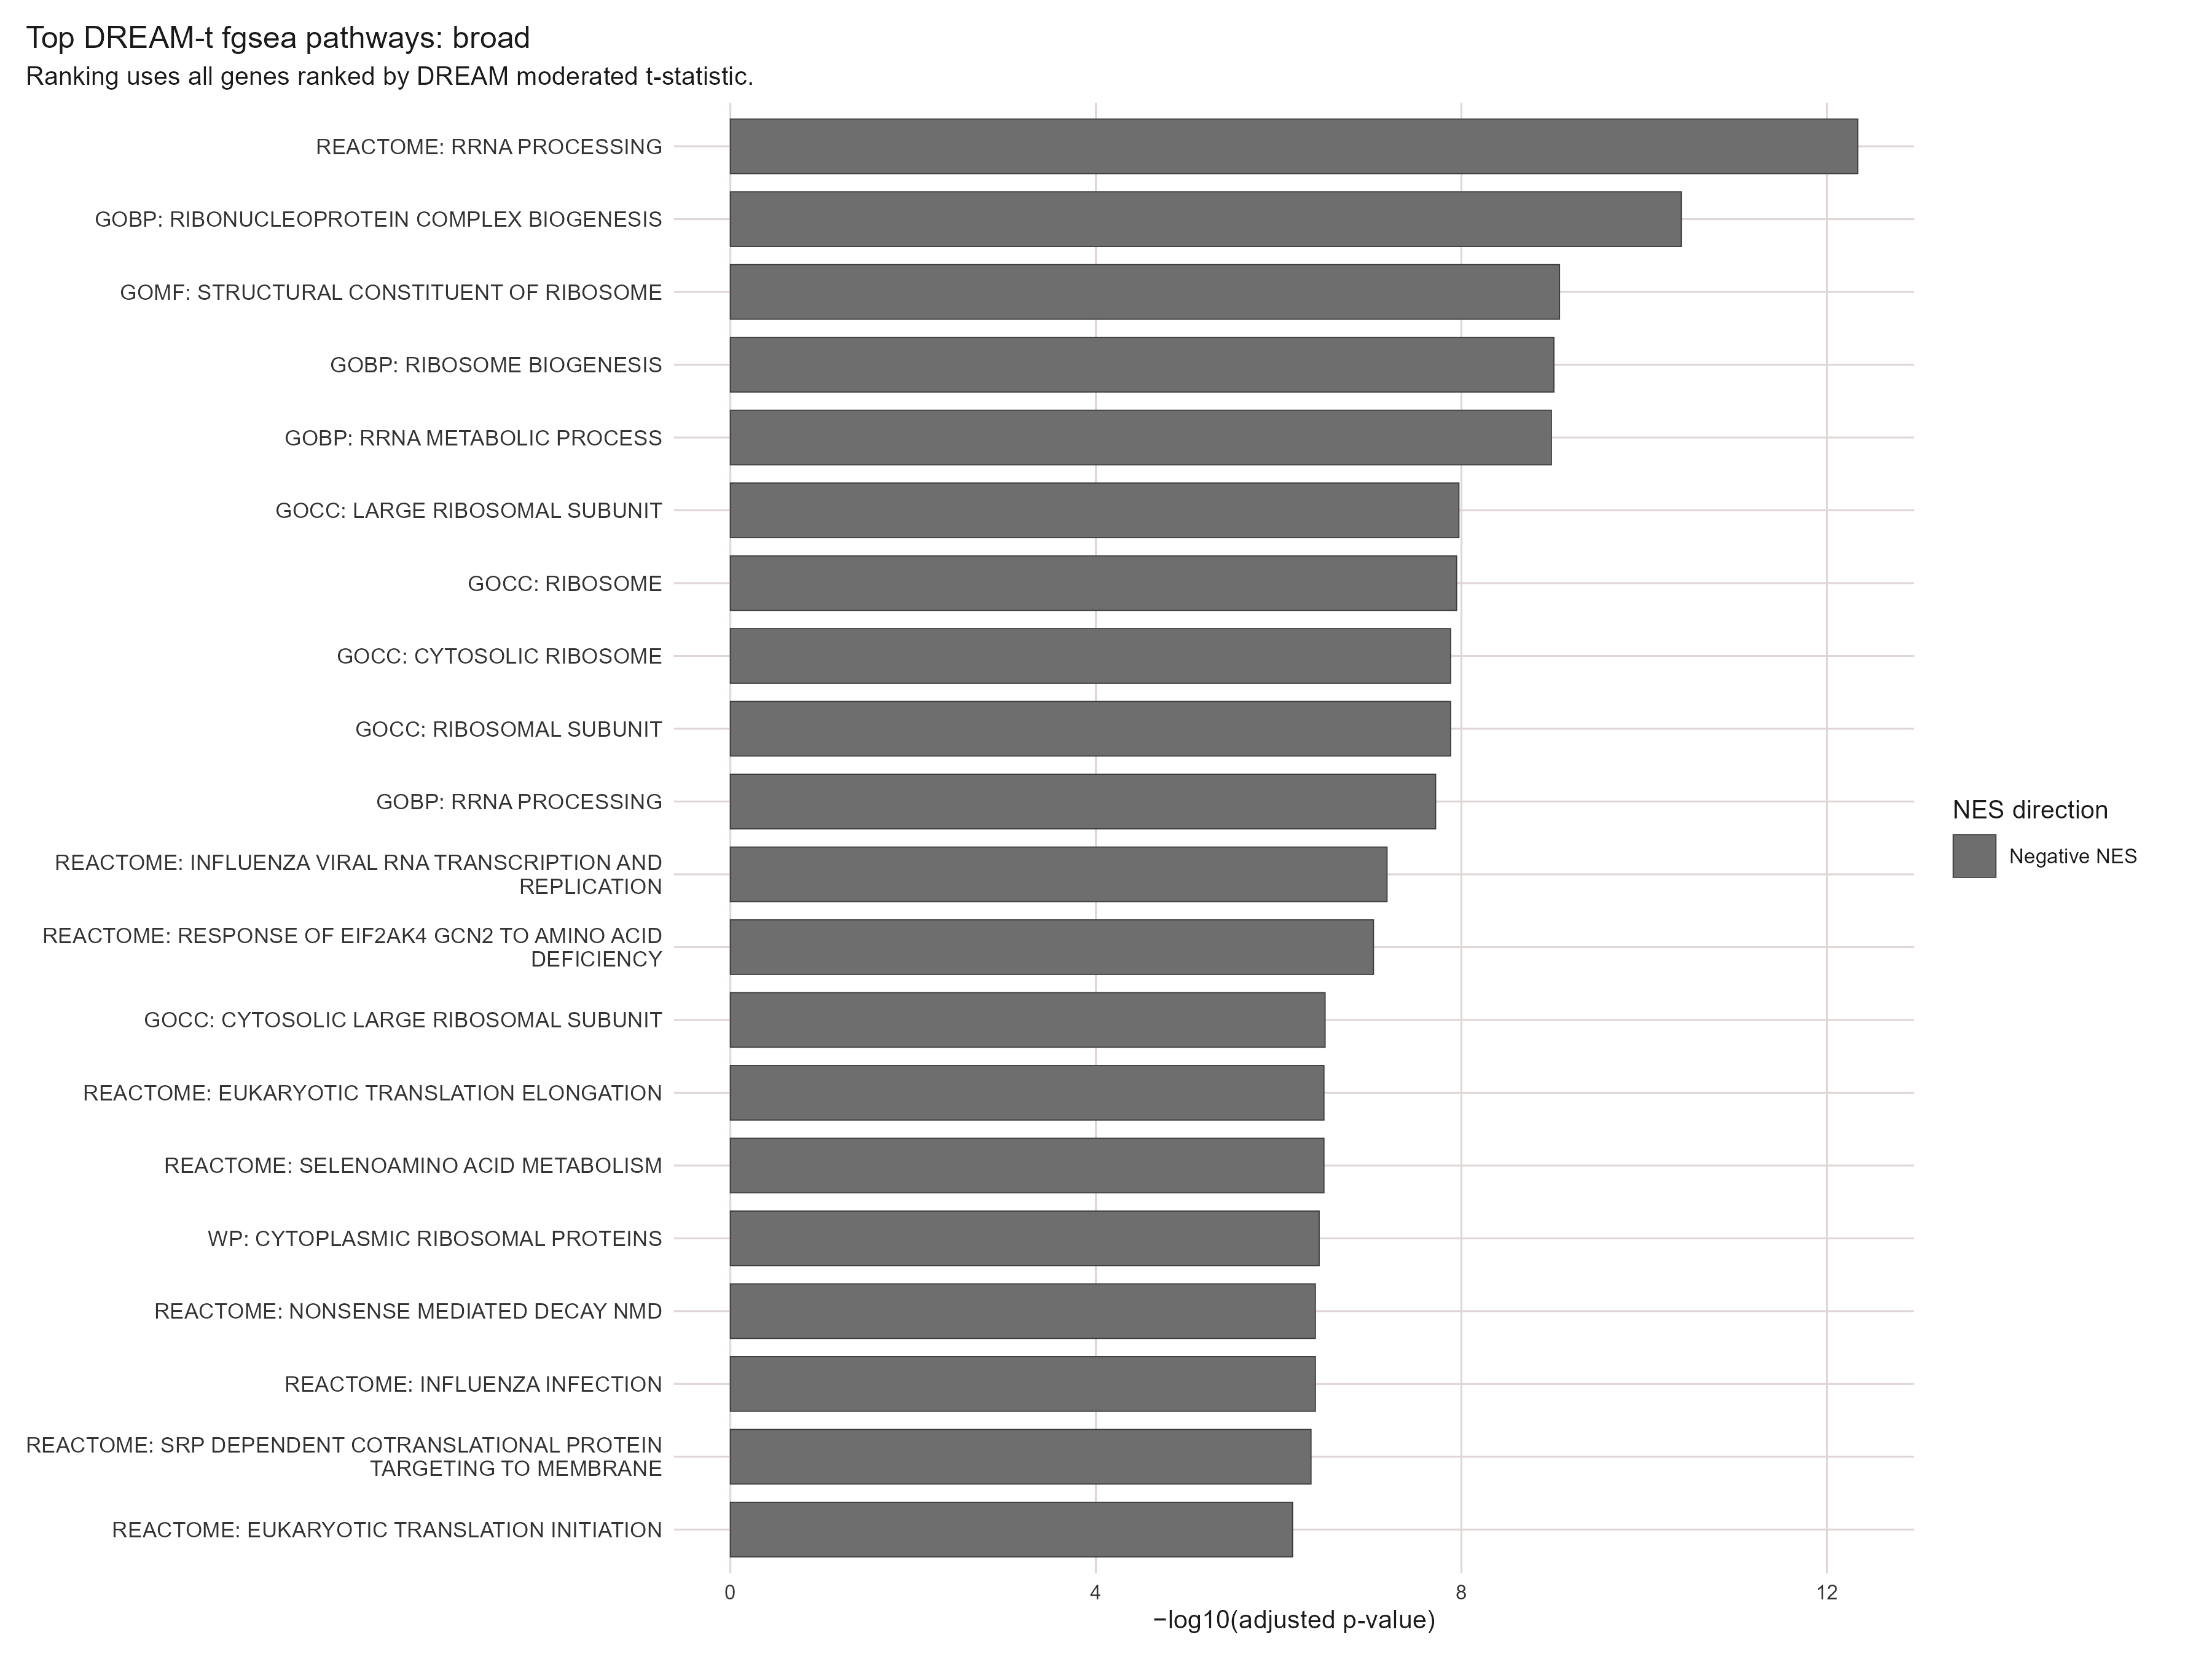 Top DREAM-t fgsea pathways: broad
Ranking uses all genes ranked by DREAM moderated t-statistic.
REACTOME: RRNA PROCESSING
GOBP: RIBONUCLEOPROTEIN COMPLEX BIOGENESIS
GOMF: STRUCTURAL CONSTITUENT OF RIBOSOME
GOBP: RIBOSOME BIOGENESIS
GOBP: RRNA METABOLIC PROCESS
GOCC: LARGE RIBOSOMAL SUBUNIT
GOCC: RIBOSOME
GOCC: CYTOSOLIC RIBOSOME
GOCC: RIBOSOMAL SUBUNIT
GOBP: RRNA PROCESSING
REACTOME: INFLUENZA VIRAL RNA TRANSCRIPTION AND
REPLICATION
REACTOME: RESPONSE OF EIF2AK4 GCN2 TO AMINO ACID
DEFICIENCY
GOCC: CYTOSOLIC LARGE RIBOSOMAL SUBUNIT
REACTOME: EUKARYOTIC TRANSLATION ELONGATION
REACTOME: SELENOAMINO ACID METABOLISM
WP: CYTOPLASMIC RIBOSOMAL PROTEINS
REACTOME: NONSENSE MEDIATED DECAY NMD
REACTOME: INFLUENZA INFECTION
REACTOME: SRP DEPENDENT COTRANSLATIONAL PROTEIN
TARGETING TO MEMBRANE
REACTOME: EUKARYOTIC TRANSLATION INITIATION
0 4 8 12
−log10(adjusted p-value)
NES direction
Negative NES